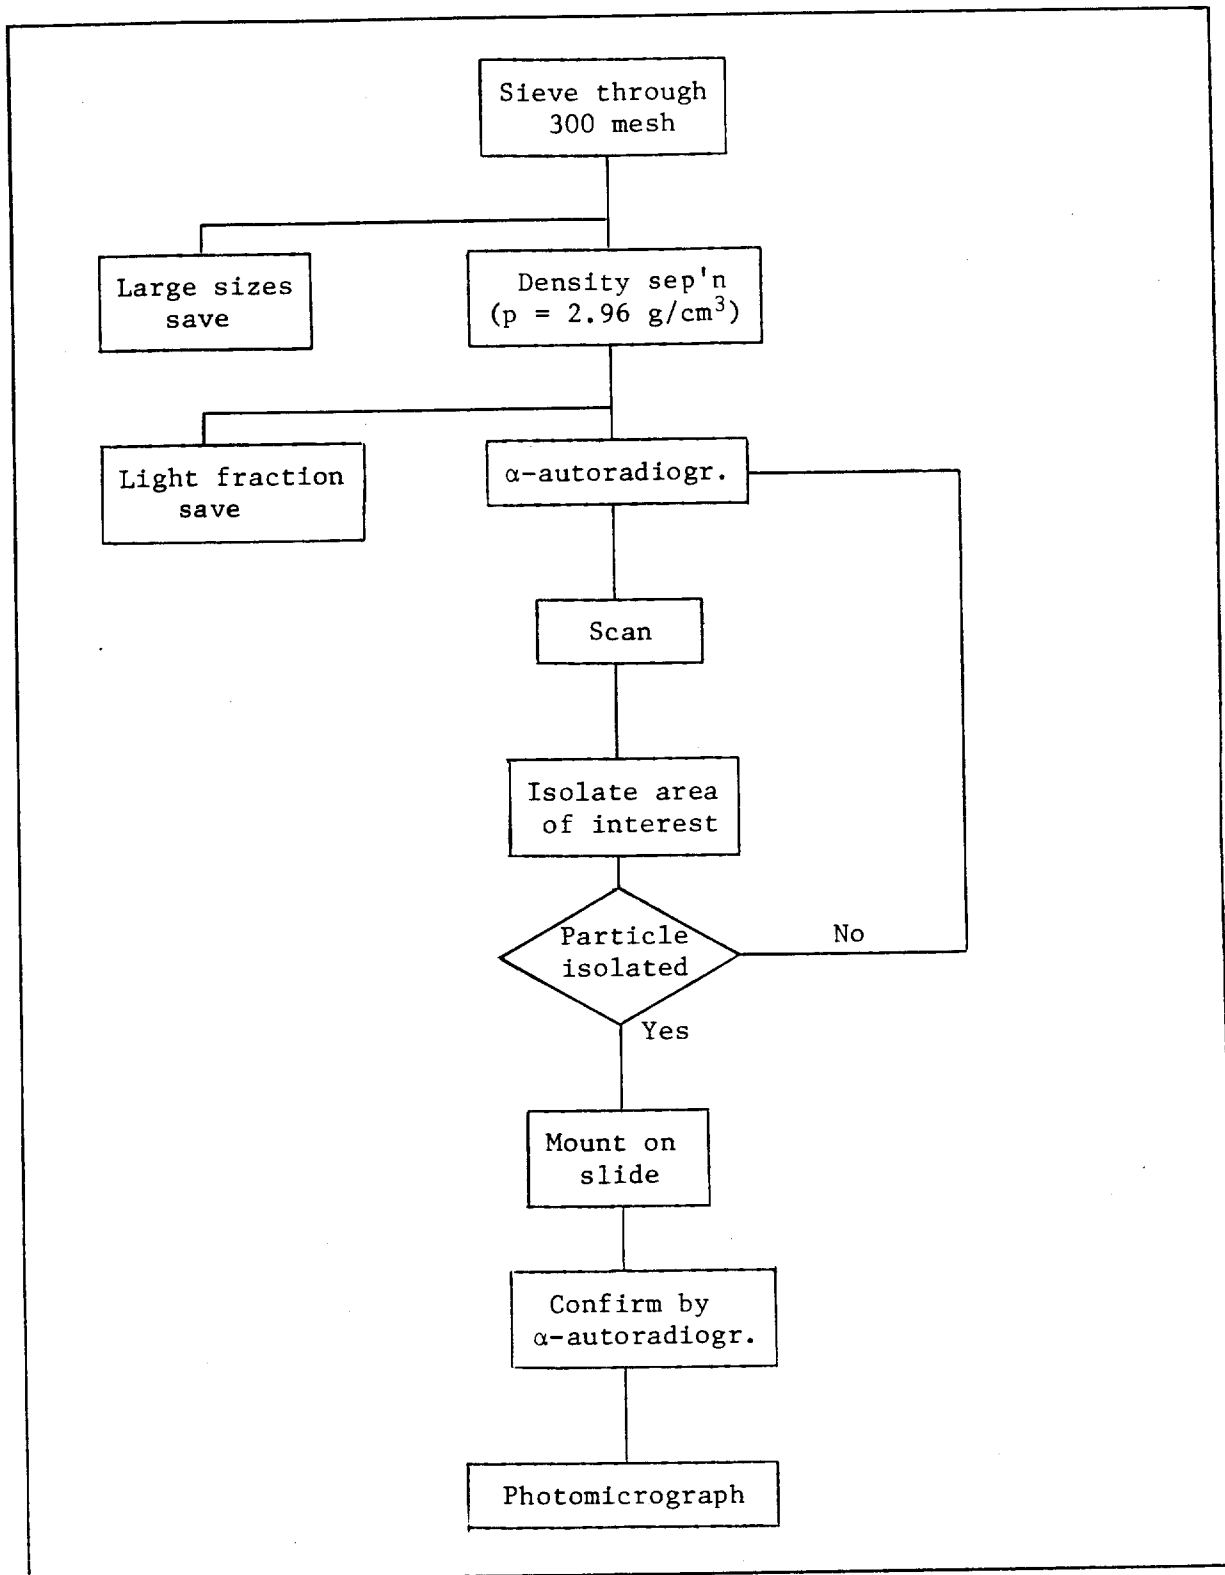 Sieve through
300 mesh
Large sizes
save
Density sep'n
(p = 2.96 g/cm³)
Light fraction
save
α-autoradiogr.
Scan
Isolate area
of interest
Particle
isolated
No
Yes
Mount on
slide
Confirm by
α-autoradiogr.
Photomicrograph